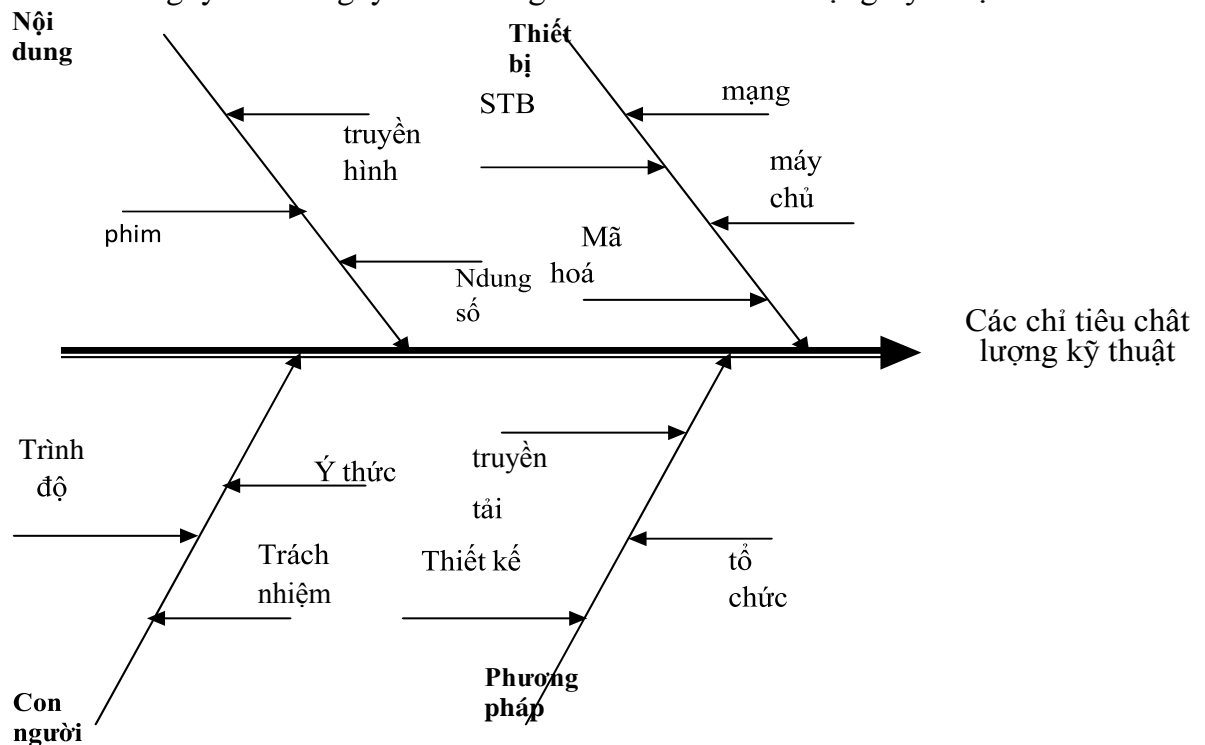 Nội
dung
Thiết
bị
STB
mạng
truyền
hình
máy
chủ
phim
Mã
hoá
Ndung
số
Các chỉ tiêu chât
lượng kỹ thuật
Trình
độ
Ý thức
truyền
tải
Trách
nhiệm
Thiết kế
tổ
chức
Phương
pháp
Con
người